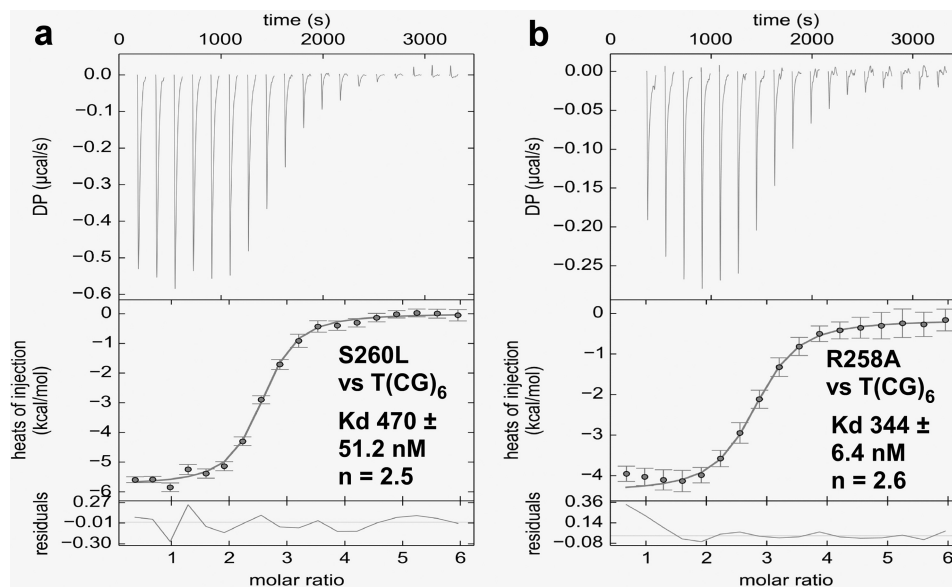 a
time (s)
0 1000 2000 3000
0.0
−0.1
−0.2
−0.3
−0.4
−0.5
−0.6
DP (µcal/s)
0
−1
−2
−3
−4
−5
−6
heats of injection
(kcal/mol)
S260L
vs T(CG)6
Kd 470 ±
51.2 nM
n = 2.5
0.27
−0.01
−0.30
residuals
1 2 3 4 5 6
molar ratio
b
time (s)
0 1000 2000 3000
0.00
−0.05
−0.10
−0.15
−0.20
−0.25
DP (µcal/s)
0
−1
−2
−3
−4
heats of injection
(kcal/mol)
R258A
vs T(CG)6
Kd 344 ±
6.4 nM
n = 2.6
0.36
0.14
−0.08
residuals
1 2 3 4 5 6
molar ratio